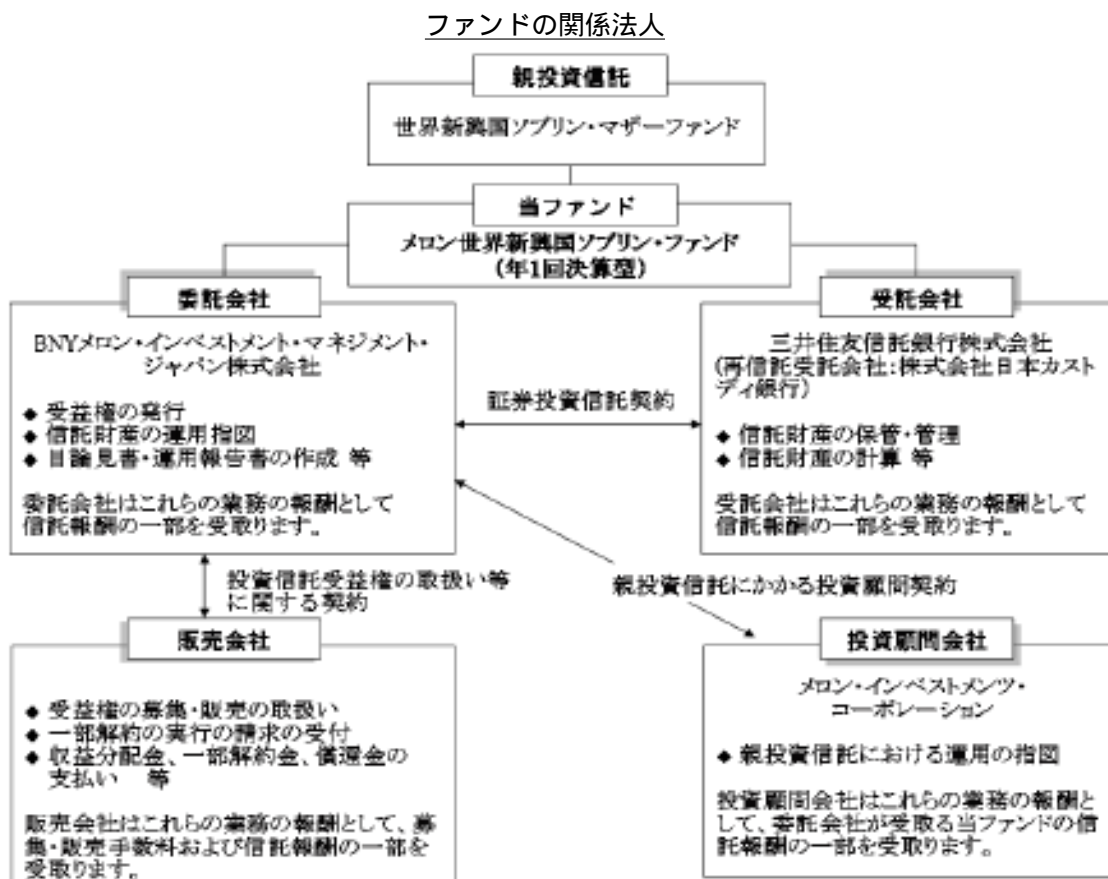 ファンドの関係法人
親投資信託
世界新興国ソブリン・マザーファンド
当ファンド
メロン世界新興国ソブリン・ファンド
(年1回決算型)
委託会社
BNYメロン・インベストメント・マネジメント・
ジャパン株式会社
◆ 受益権の発行
◆ 信託財産の運用指図
◆ 目論見書・運用報告書の作成 等
委託会社はこれらの業務の報酬として
信託報酬の一部を受取ります。
証券投資信託契約
受託会社
三井住友信託銀行株式会社
(再信託受託会社:株式会社日本カスト
ディ銀行)
◆ 信託財産の保管・管理
◆ 信託財産の計算 等
受託会社はこれらの業務の報酬として
信託報酬の一部を受取ります。
投資信託受益権の取扱い等
に関する契約
親投資信託にかかる投資顧問契約
販売会社
◆ 受益権の募集・販売の取扱い
◆ 一部解約の実行の請求の受付
◆ 収益分配金、一部解約金、償還金の
支払い 等
販売会社はこれらの業務の報酬として、募
集・販売手数料および信託報酬の一部を
受取ります。
投資顧問会社
メロン・インベストメンツ・
コーポレーション
◆ 親投資信託における運用の指図
投資顧問会社はこれらの業務の報酬と
して、委託会社が受取る当ファンドの信
託報酬の一部を受取ります。